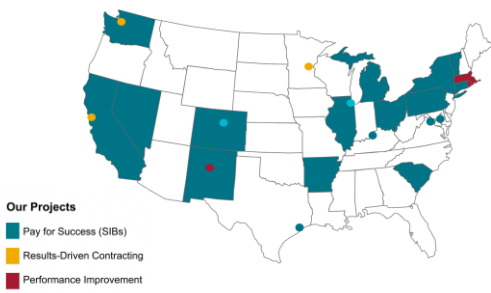 Our Projects
Pay for Success (SIBs)
Results-Driven Contracting
Performance Improvement